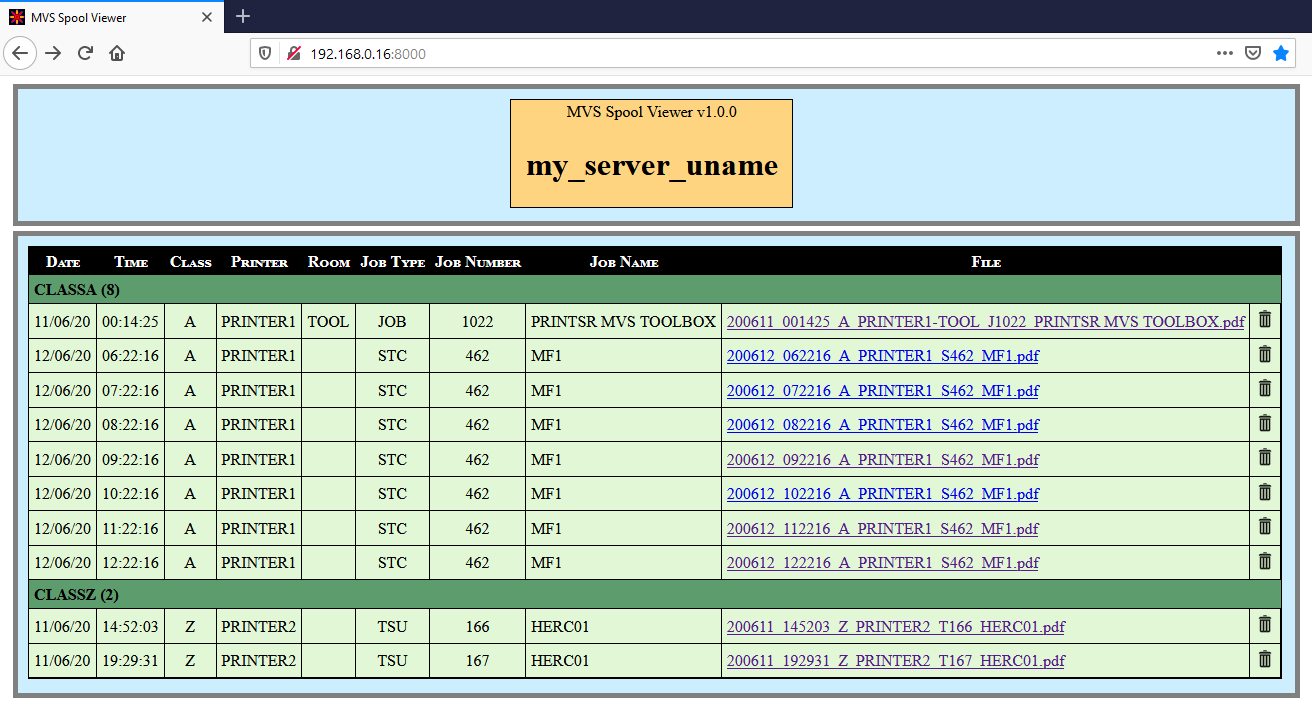 MVS Spool Viewer
192.168.0.16:8000
MVS Spool Viewer v1.0.0
my_server_uname
Date Time Class Printer Room Job Type Job Number Job Name File
CLASSA (8)
11/06/20 00:14:25 A PRINTER1 TOOL JOB 1022 PRINTSR MVS TOOLBOX 200611_001425_A_PRINTER1-TOOL_J1022_PRINTSR MVS TOOLBOX.pdf
12/06/20 06:22:16 A PRINTER1 STC 462 MF1 200612_062216_A_PRINTER1_S462_MF1.pdf
12/06/20 07:22:16 A PRINTER1 STC 462 MF1 200612_072216_A_PRINTER1_S462_MF1.pdf
12/06/20 08:22:16 A PRINTER1 STC 462 MF1 200612_082216_A_PRINTER1_S462_MF1.pdf
12/06/20 09:22:16 A PRINTER1 STC 462 MF1 200612_092216_A_PRINTER1_S462_MF1.pdf
12/06/20 10:22:16 A PRINTER1 STC 462 MF1 200612_102216_A_PRINTER1_S462_MF1.pdf
12/06/20 11:22:16 A PRINTER1 STC 462 MF1 200612_112216_A_PRINTER1_S462_MF1.pdf
12/06/20 12:22:16 A PRINTER1 STC 462 MF1 200612_122216_A_PRINTER1_S462_MF1.pdf
CLASSZ (2)
11/06/20 14:52:03 Z PRINTER2 TSU 166 HERC01 200611_145203_Z_PRINTER2_T166_HERC01.pdf
11/06/20 19:29:31 Z PRINTER2 TSU 167 HERC01 200611_192931_Z_PRINTER2_T167_HERC01.pdf